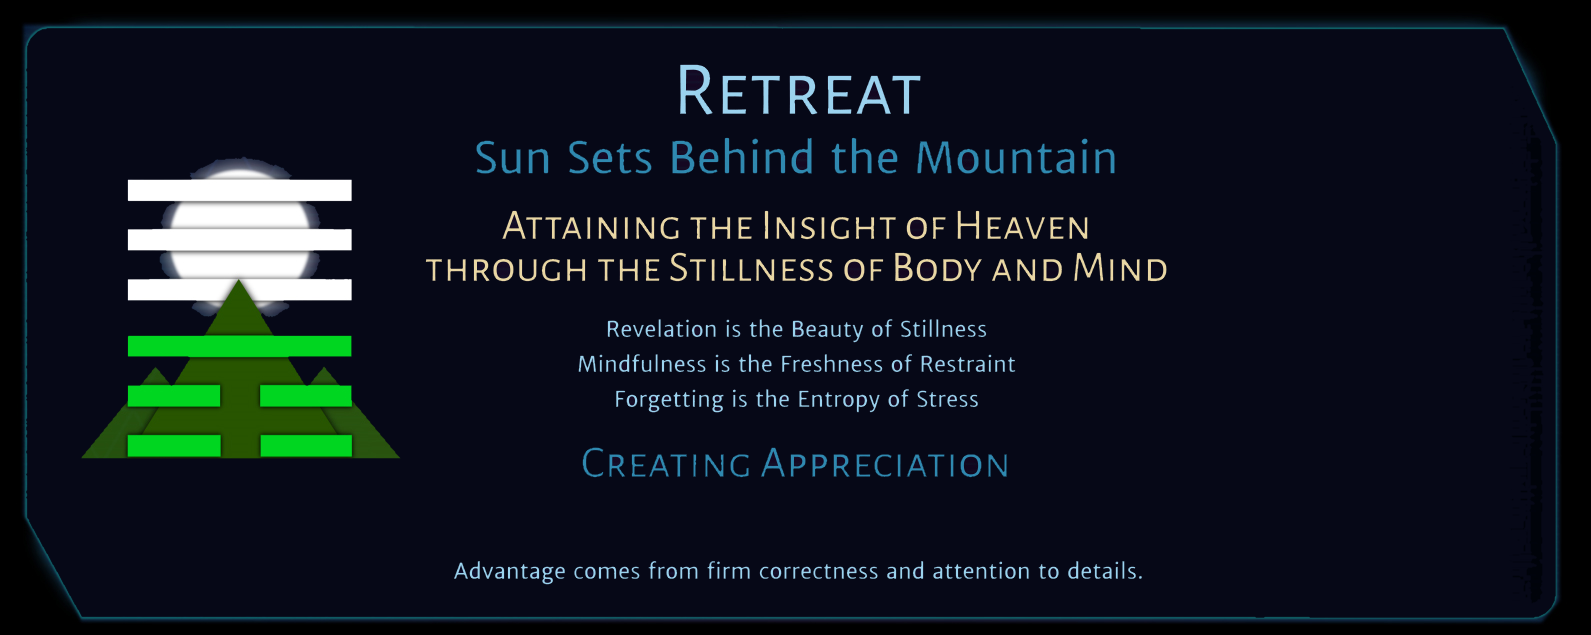 Retreat
Sun Sets Behind the Mountain
Attaining the Insight of Heaven
through the Stillness of Body and Mind
Revelation is the Beauty of Stillness
Mindfulness is the Freshness of Restraint
Forgetting is the Entropy of Stress
Creating Appreciation
Advantage comes from firm correctness and attention to details.